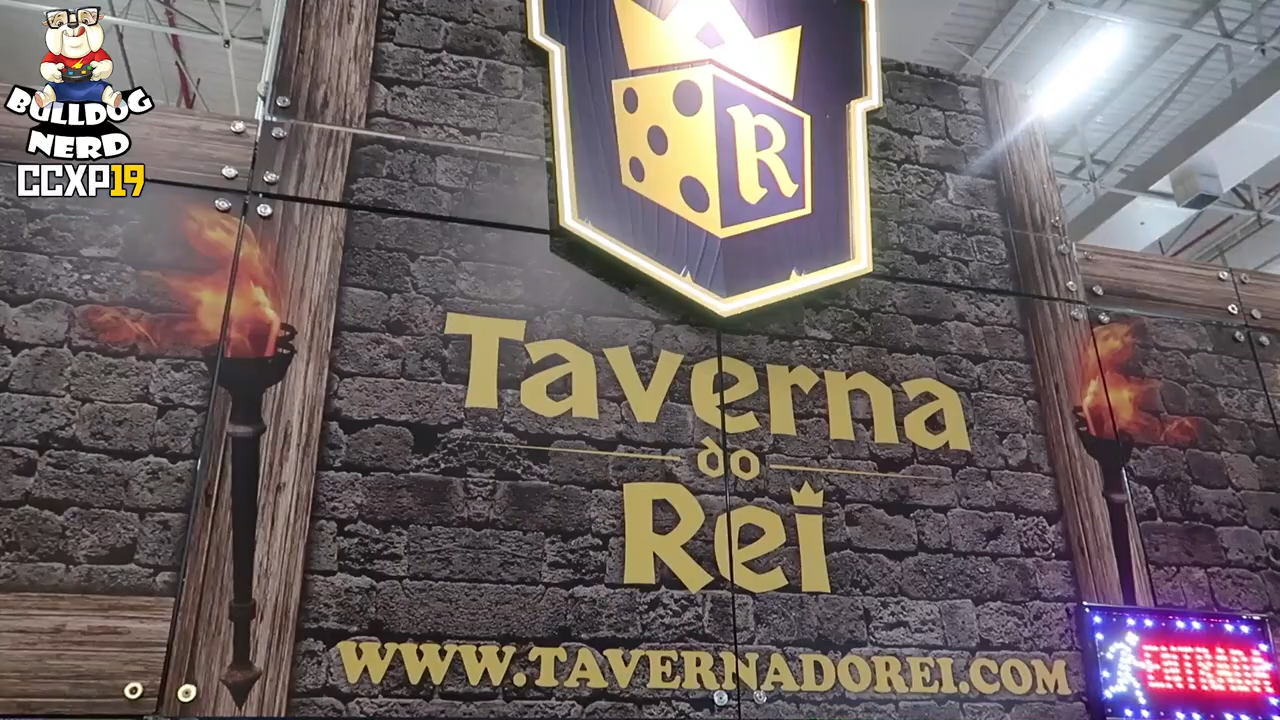 BULLDOG
NERD
CCXP19
R
Taverna
do
Rei
WWW.TAVERNADOREI.COM
ENTRADA